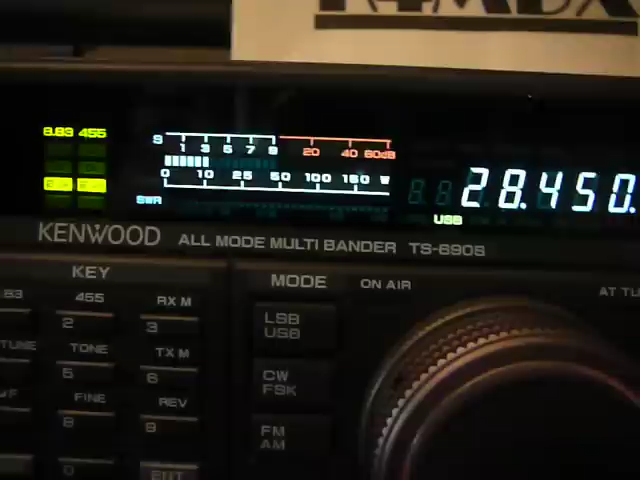 8.83 455
S 1 3 5 7 9 20 40 60dB
0 10 25 50 100 150 W
SWR
28.450.
USB
KENWOOD ALL MODE MULTI BANDER TS-690S
KEY MODE ON AIR
455 RX M LSB
2 3 USB
TONE TX M CW
5 6 FSK
FINE REV FM
8 9 AM
0 ENT